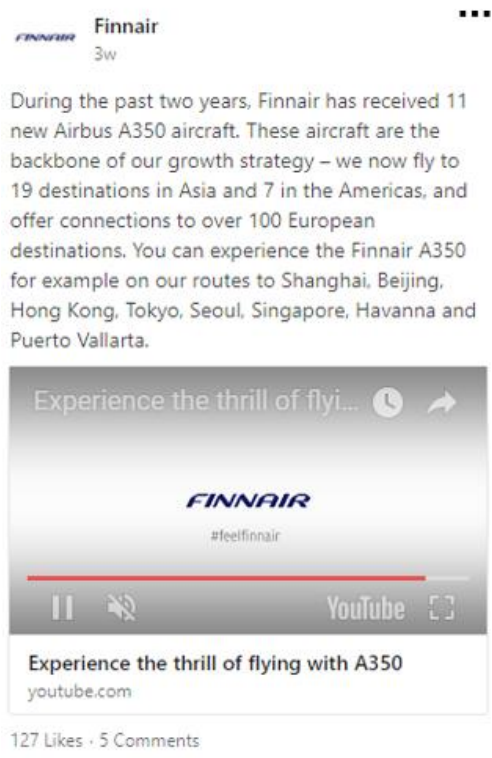 FINNAIR
Finnair
3w
During the past two years, Finnair has received 11
new Airbus A350 aircraft. These aircraft are the
backbone of our growth strategy – we now fly to
19 destinations in Asia and 7 in the Americas, and
offer connections to over 100 European
destinations. You can experience the Finnair A350
for example on our routes to Shanghai, Beijing,
Hong Kong, Tokyo, Seoul, Singapore, Havanna and
Puerto Vallarta.
Experience the thrill of flyi...
FINNAIR
#feelfinnair
YouTube
Experience the thrill of flying with A350
youtube.com
127 Likes · 5 Comments